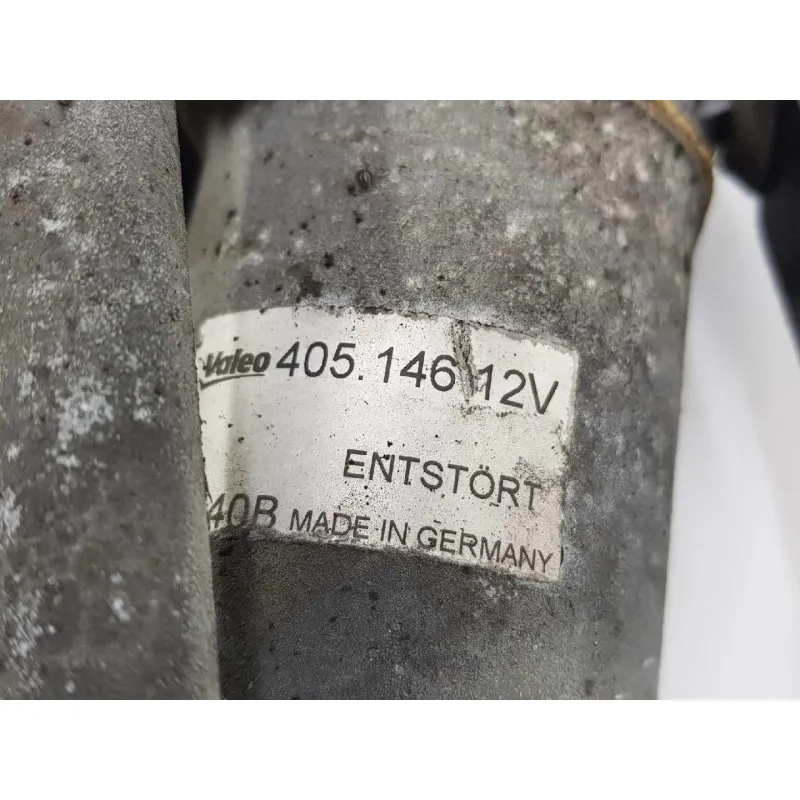 Valeo 405.146 12V
ENTSTÖRT
40B MADE IN GERMANY